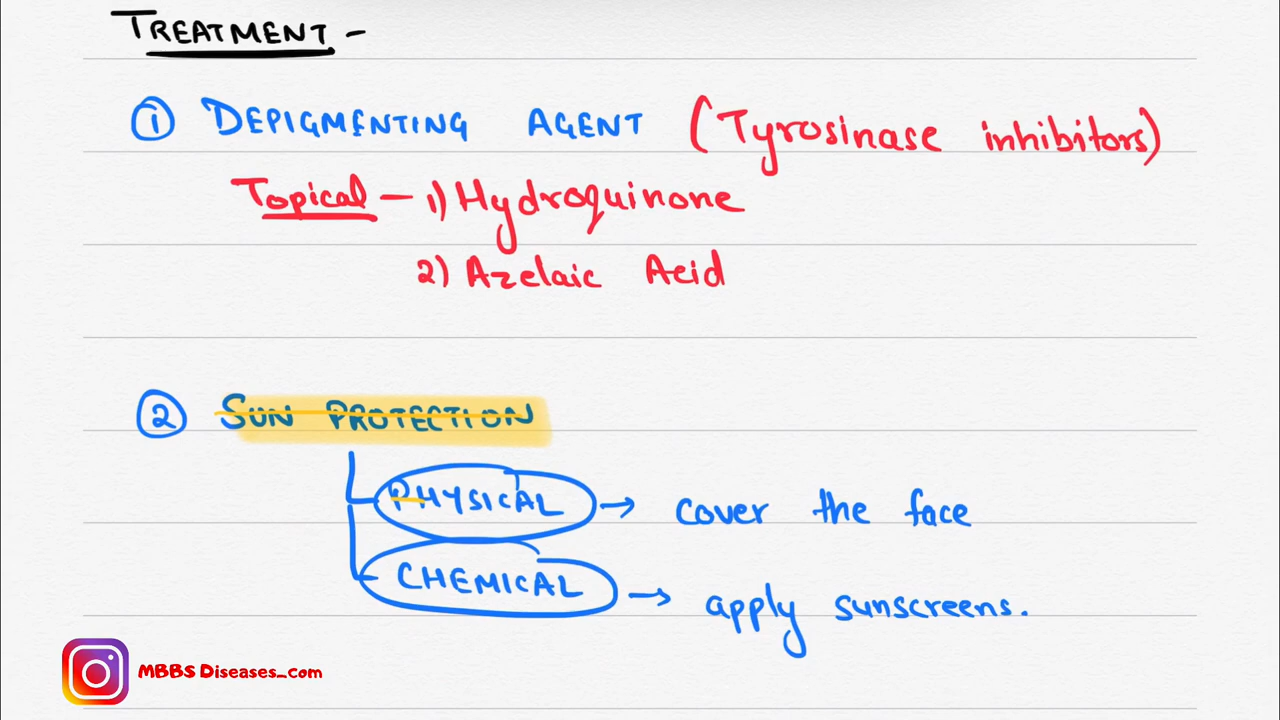 TREATMENT -
① DEPIGMENTING AGENT (Tyrosinase inhibitors)
Topical - 1) Hydroquinone
2) Azelaic Acid
② SUN PROTECTION
PHYSICAL → cover the face
CHEMICAL → apply sunscreens.
MBBS Diseases_com